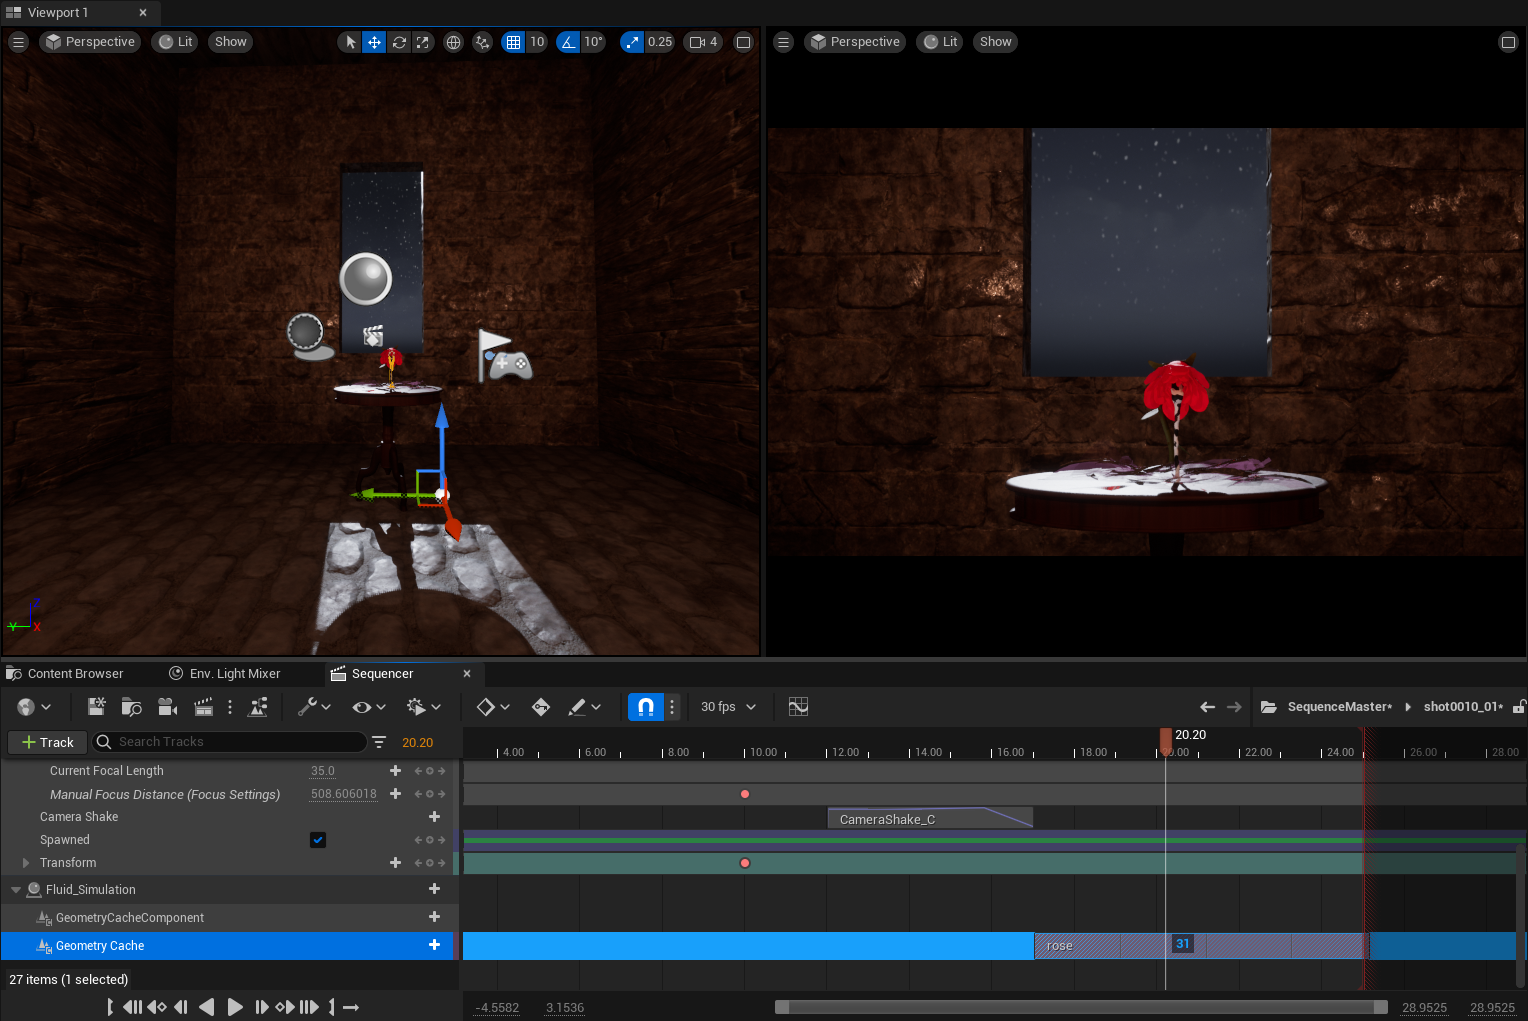 Viewport 1
Perspective Lit Show 10 10° 0.25 4
Perspective Lit Show
Z
Y X
Content Browser Env. Light Mixer Sequencer
30 fps SequenceMaster* shot0010_01*
Track Search Tracks 20.20
20.20
4.00 6.00 8.00 10.00 12.00 14.00 16.00 18.00 20.00 22.00 24.00 26.00 28.00
Current Focal Length 35.0
Manual Focus Distance (Focus Settings) 508.606018
Camera Shake CameraShake_C
Spawned
Transform
Fluid_Simulation
GeometryCacheComponent
Geometry Cache rose 31
27 items (1 selected)
-4.5582 3.1536 28.9525 28.9525